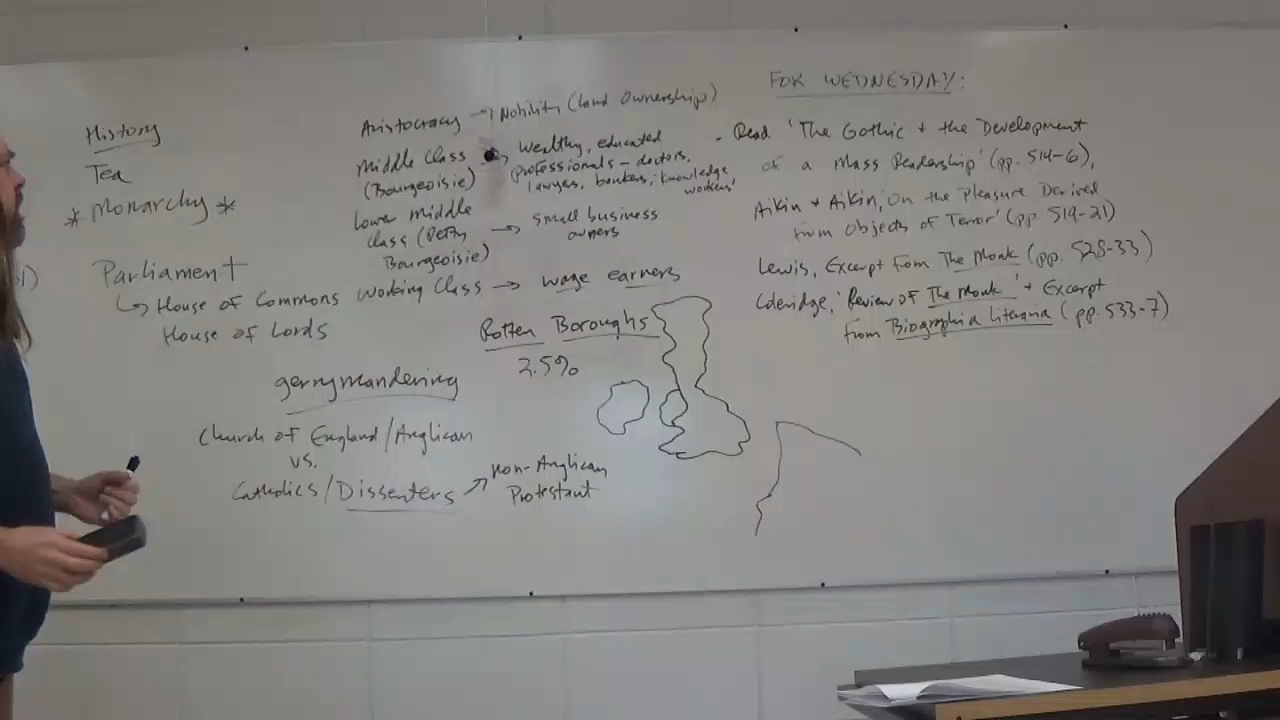 History
Tea
* Monarchy *
Parliament
↳ House of Commons
House of Lords
Aristocracy → Nobility (Land Ownership)
Middle Class → Wealthy, educated
(Bourgeoisie) professionals – doctors,
lawyers, bankers, 'knowledge
workers'
Lower Middle
Class (Petty
Bourgeoisie) → small business
owners
Working Class → wage earners
Rotten Boroughs
2.5%
gerrymandering
Church of England/Anglican
vs.
Catholics/Dissenters → non-Anglican
Protestant
FOR WEDNESDAY:
- Read 'The Gothic + the Development
of a Mass Readership' (pp. 514-6),
Aikin + Aikin, 'On the Pleasure Derived
from Objects of Terror' (pp. 519-21)
Lewis, Excerpt from The Monk (pp. 528-33)
Coleridge, 'Review of The Monk' + Excerpt
from Biographia Literaria (pp. 533-7)